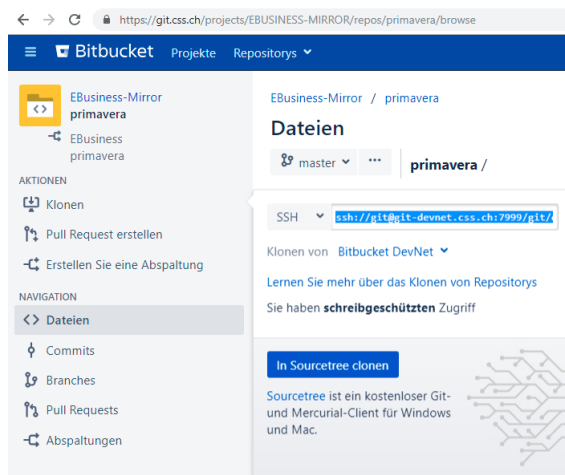 https://git.css.ch/projects/EBUSINESS-MIRROR/repos/primavera/browse
Bitbucket Projekte Repositorys
EBusiness-Mirror
primavera
EBusiness
primavera
AKTIONEN
Klonen
Pull Request erstellen
Erstellen Sie eine Abspaltung
NAVIGATION
Dateien
Commits
Branches
Pull Requests
Abspaltungen
EBusiness-Mirror / primavera
Dateien
master ··· primavera /
SSH ssh://git@git-devnet.css.ch:7999/git/
Klonen von Bitbucket DevNet
Lernen Sie mehr über das Klonen von Repositorys
Sie haben schreibgeschützten Zugriff
In Sourcetree clonen
Sourcetree ist ein kostenloser Git-
und Mercurial-Client für Windows
und Mac.